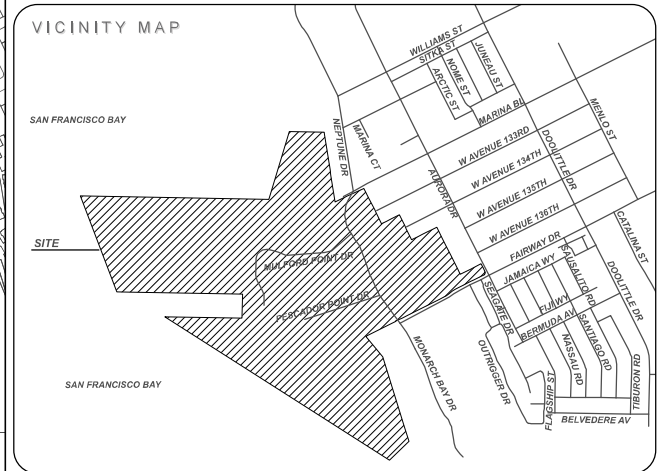 VICINITY MAP
WILLIAMS ST
SITKA ST
JUNEAU ST
NOME ST
ARCTIC ST
SAN FRANCISCO BAY
MARINA BL
MENLO ST
NEPTUNE DR
MARINA CT
W AVENUE 133RD
DOOLITTLE DR
W AVENUE 134TH
AURORA DR
W AVENUE 135TH
W AVENUE 136TH
CATALINA ST
SITE
FAIRWAY DR
SAUSALITO RD
MULFORD POINT DR
JAMAICA WY
DOOLITTLE DR
SEAGATE DR
FIJI WY
PESCADOR POINT DR
BERMUDA AV
SANTIAGO RD
MONARCH BAY DR
OUTRIGGER DR
NASSAU RD
TIBURON RD
SAN FRANCISCO BAY
FLAGSHIP ST
BELVEDERE AV